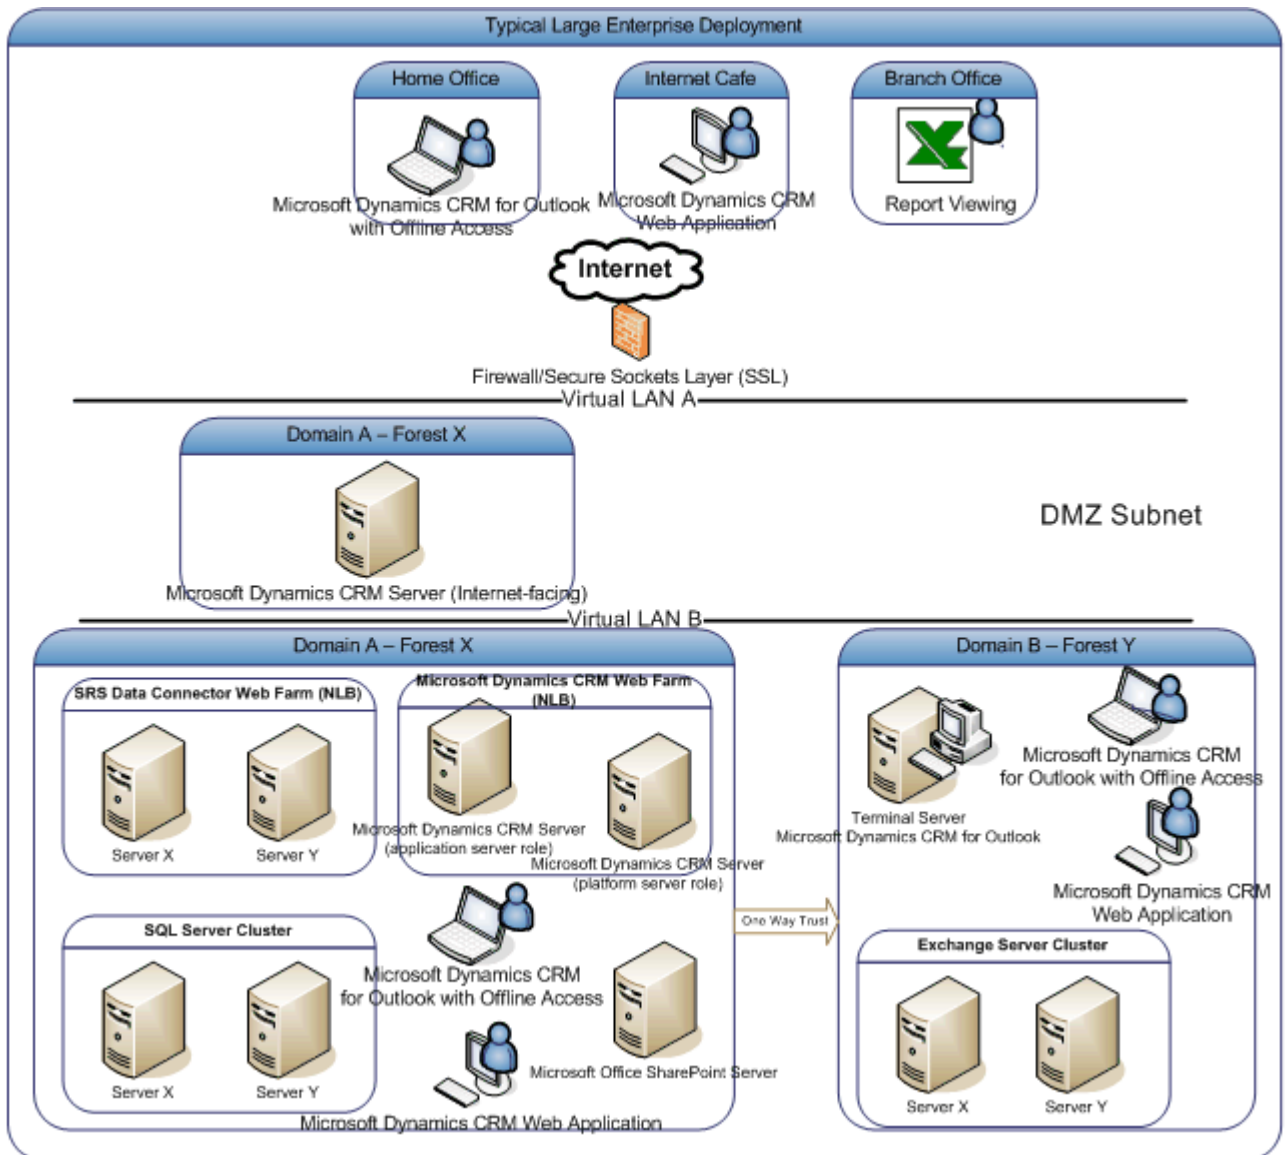 Typical Large Enterprise Deployment
Home Office
Internet Cafe
Branch Office
Microsoft Dynamics CRM for Outlook
with Offline Access
Microsoft Dynamics CRM
Web Application
Report Viewing
Internet
Firewall/Secure Sockets Layer (SSL)
Virtual LAN A
Domain A – Forest X
DMZ Subnet
Microsoft Dynamics CRM Server (Internet-facing)
Virtual LAN B
Domain A – Forest X
SRS Data Connector Web Farm (NLB)
Server X
Server Y
Microsoft Dynamics CRM Web Farm
(NLB)
Microsoft Dynamics CRM Server
(application server role)
Microsoft Dynamics CRM Server
(platform server role)
SQL Server Cluster
Server X
Server Y
Microsoft Dynamics CRM
for Outlook with Offline Access
Microsoft Office SharePoint Server
Microsoft Dynamics CRM Web Application
One Way Trust
Domain B – Forest Y
Terminal Server
Microsoft Dynamics CRM for Outlook
Microsoft Dynamics CRM
for Outlook with Offline Access
Microsoft Dynamics CRM
Web Application
Exchange Server Cluster
Server X
Server Y